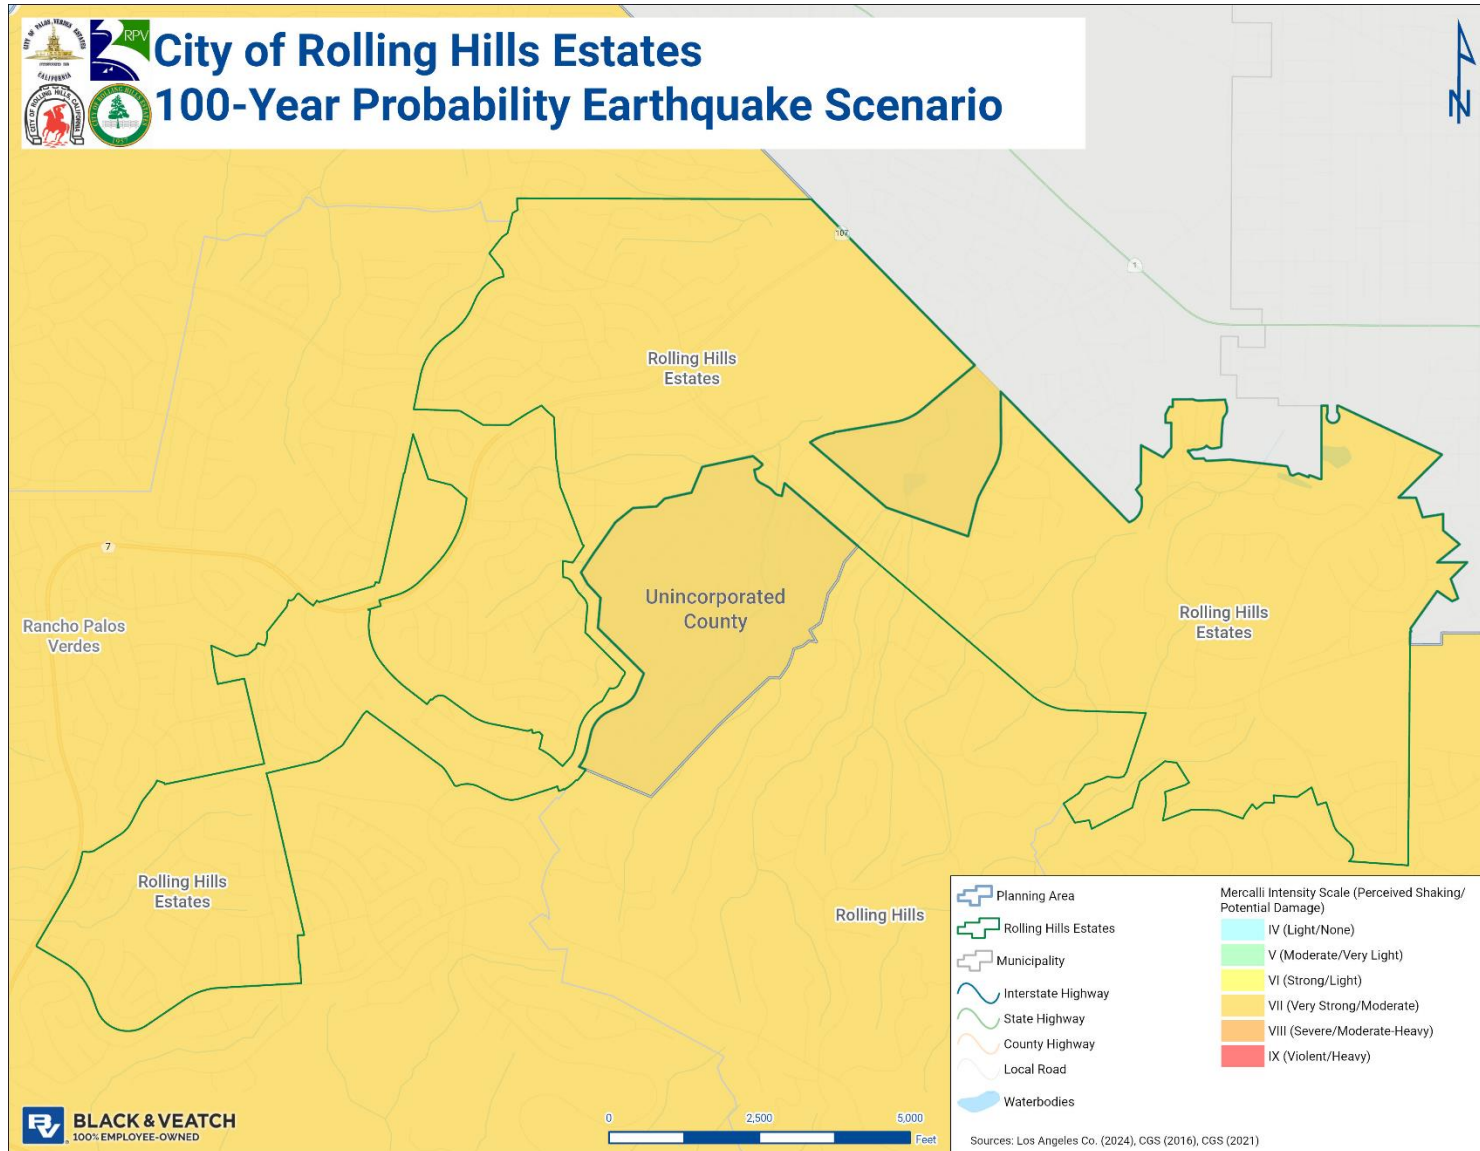 City of Rolling Hills Estates
100-Year Probability Earthquake Scenario
RPV
CALIFORNIA
N
107
1
Rolling Hills
Estates
7
Unincorporated
County
Rancho Palos
Verdes
Rolling Hills
Estates
Rolling Hills
Estates
Rolling Hills
Planning Area
Rolling Hills Estates
Municipality
Interstate Highway
State Highway
County Highway
Local Road
Waterbodies
Mercalli Intensity Scale (Perceived Shaking/
Potential Damage)
IV (Light/None)
V (Moderate/Very Light)
VI (Strong/Light)
VII (Very Strong/Moderate)
VIII (Severe/Moderate-Heavy)
IX (Violent/Heavy)
Sources: Los Angeles Co. (2024), CGS (2016), CGS (2021)
BV
BLACK & VEATCH
100% EMPLOYEE-OWNED
0 2,500 5,000
Feet